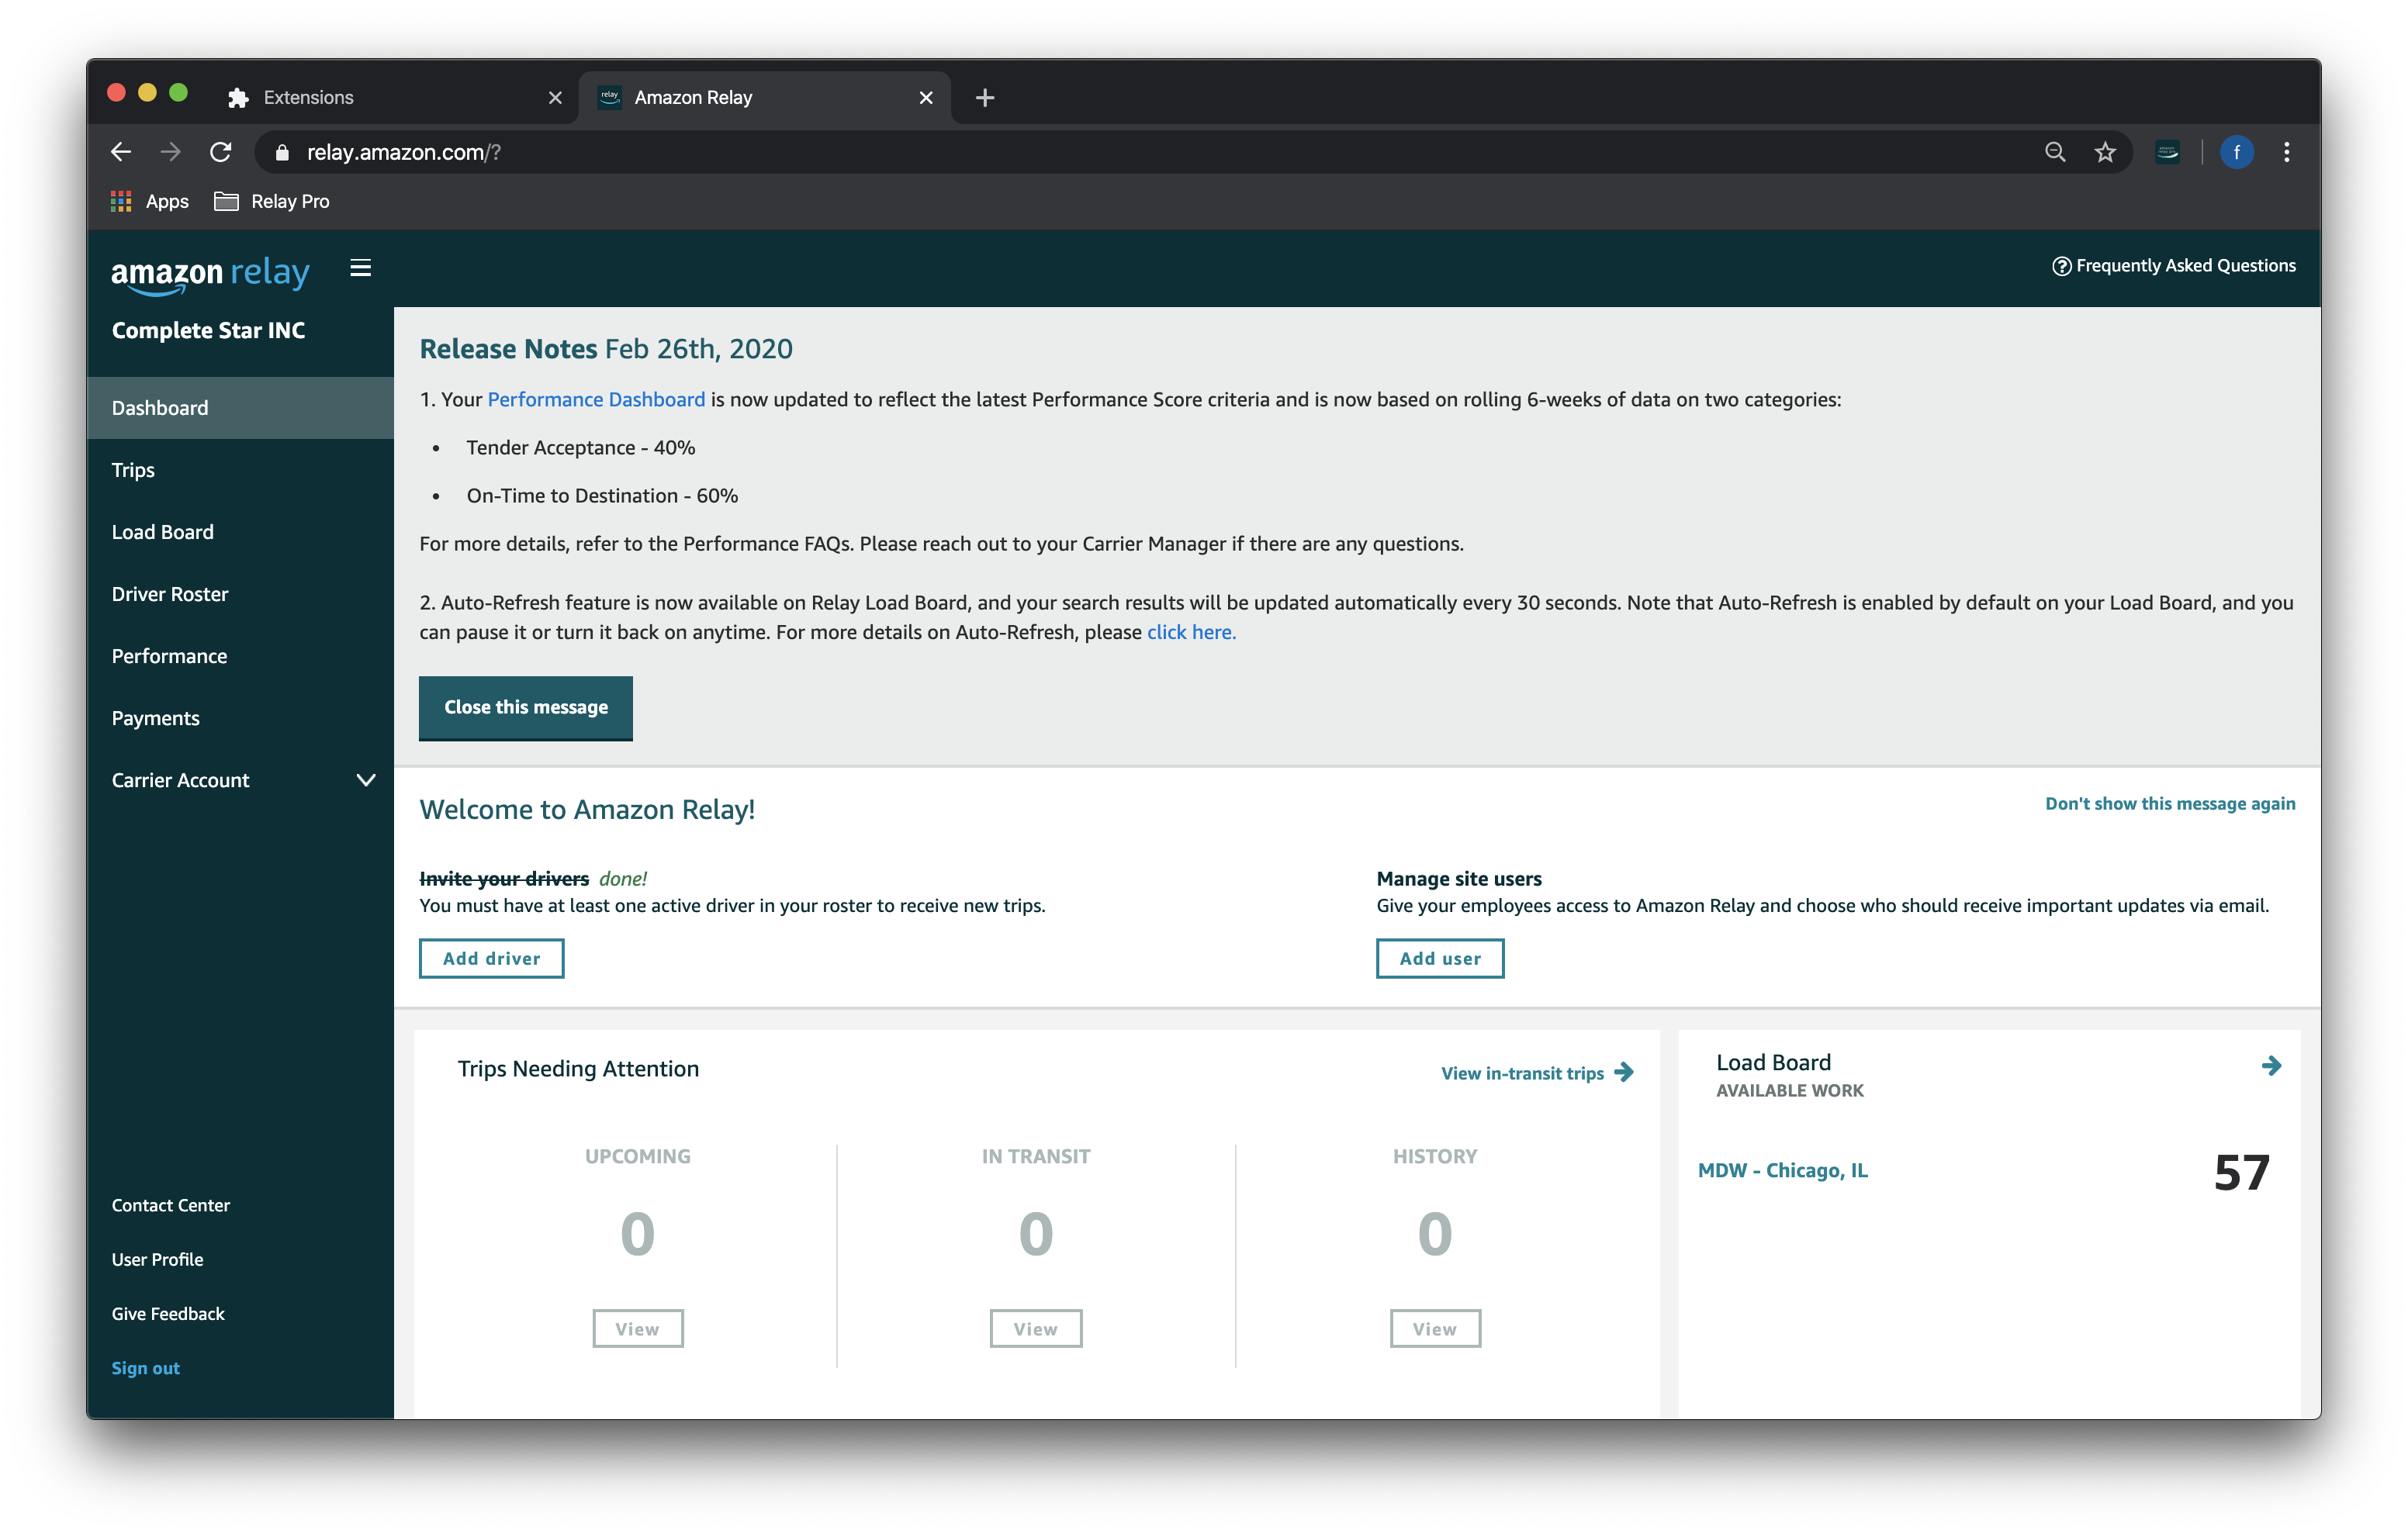 Extensions
relay
Amazon Relay
relay.amazon.com/?
f
Apps
Relay Pro
amazon relay
Frequently Asked Questions
Complete Star INC
Dashboard
Trips
Load Board
Driver Roster
Performance
Payments
Carrier Account
Contact Center
User Profile
Give Feedback
Sign out
Release Notes Feb 26th, 2020
1. Your Performance Dashboard is now updated to reflect the latest Performance Score criteria and is now based on rolling 6-weeks of data on two categories:
• Tender Acceptance - 40%
• On-Time to Destination - 60%
For more details, refer to the Performance FAQs. Please reach out to your Carrier Manager if there are any questions.
2. Auto-Refresh feature is now available on Relay Load Board, and your search results will be updated automatically every 30 seconds. Note that Auto-Refresh is enabled by default on your Load Board, and you
can pause it or turn it back on anytime. For more details on Auto-Refresh, please click here.
Close this message
Welcome to Amazon Relay!
Don't show this message again
Invite your drivers done!
You must have at least one active driver in your roster to receive new trips.
Add driver
Manage site users
Give your employees access to Amazon Relay and choose who should receive important updates via email.
Add user
Trips Needing Attention
View in-transit trips
UPCOMING
0
View
IN TRANSIT
0
View
HISTORY
0
View
Load Board
AVAILABLE WORK
MDW - Chicago, IL
57